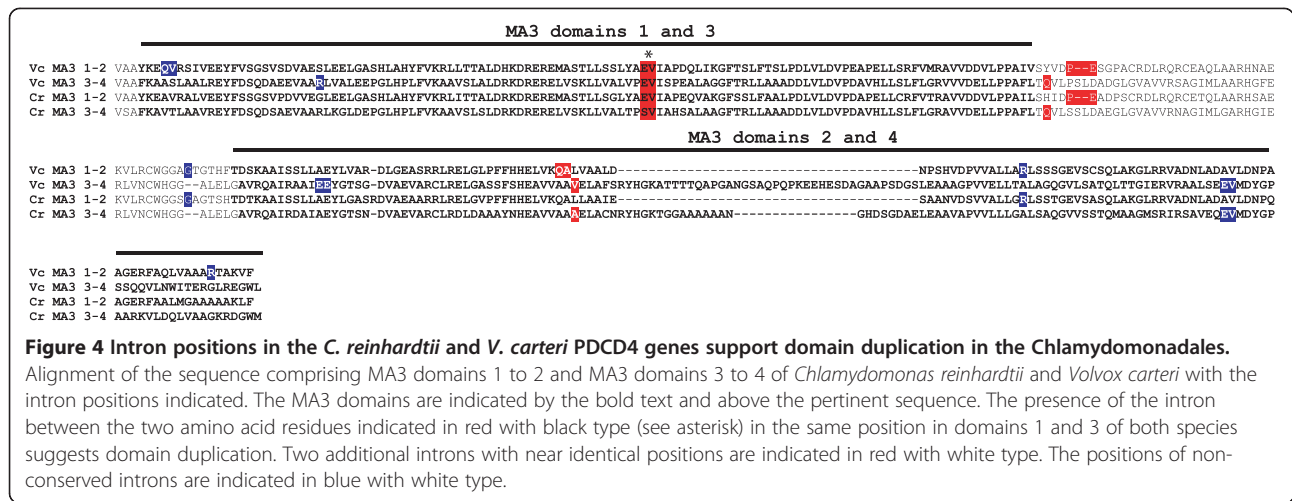 MA3 domains 1 and 3
*
Vc MA3 1-2 VAAYKEQVRSIVEEYFVSGSVSDVAESLEELGASHLAHYFVKRLLTTALDHKDREREMASTLLSSLYAEVIAPDQLIKGFTSLFTSLPDLVLDVPEAPELLSRFVMRAVVDDVLPPAIVSYVDP--ESGPACRDLRQRCEAQLAARHNAE
Vc MA3 3-4 VAAFKAASLAALREYFDSQDAEEVAARLVALEEPGLHPLFVKAAVSLALDRKDRERELVSKLLVALVPEVISPEALAGGFTRSLLAAADDLVLDVPDAVHLLSLFLGRVVVDEVLPPAFLTQVLPSLDADGLGVAVVRSAGIMLAARHGFE
Cr MA3 1-2 VAAYKEAVRALVEEYFSSGSVPDVVEGLEELGASHLHYFVKRLITTALDHKDREREMASTLLSGLYAEVIAPEQVAKGFSSLFAALPDLVLDVPDAPELLCRFVTRAVVDDVLPPAILSHIDP--EADPSCRDLRQRCETQLAARHSAE
Cr MA3 3-4 VSAFKAVTLAAVREYFDSQDSAEVAARLKGLDEPGLHPLFVKAAVSLALDRKDRERELVSKLLVALTPSVISPSALAAGFTRLLAAADDLVLDVPDAVHLLSLFLGRVVVDEVLPPAFLTQVLSSLDAEGLGVAVVRNAGIMLGARHGIE
MA3 domains 2 and 4
Vc MA3 1-2 KVLRCWGGAGTGTHFTDSKAAISSLLAEYLVAR-DLGEASRRLRELGLPFFHHELVKQALVAALD-------------------------------NPSHVDPVVALLARLSSSGEVSCSQLAKGLRRVADNLADAVLDNPA
Vc MA3 3-4 RLVNCWHGG--ALELGAVRQAIRAAIEEYGTSG-DVAEVARCLRELGASSFSHEVVAAVELAFSRYHGKATTTTQAPGANGSAQPQPKEEHESDAGAAPSDGSLEAAAGPVVELLTALAGQGVLSATQLTTGIERVRAALSEEVMDYGP
Cr MA3 1-2 KVLRCWGGSGAGTSHTDTKAAISSLLAEYLGASRDVAEAARRLRELGVPFFHHELVKQALLAAIE-------------------------------SAANVDSVVALLGRLSSTGEVSASQLAKGLRRVADNLADAVLDNPQ
Cr MA3 3-4 RLVNCWHGG--ALELGAVRQAIRDAIAEYGTSN-DVAEVARCLRDLDAAAYNHEAVVAAAELACNRYHGKTGGAAAAAAN----------------GHDSGDAELEAAVAPVVLLLGALSAQGVVSSTQMAAGMSRIRSAVEQEVMDYGP
Vc MA3 1-2 AGERFAQLVAAARTAKVF
Vc MA3 3-4 SSQQVLNWITERGLREGWL
Cr MA3 1-2 AGERFAALMGAAAAAKLF
Cr MA3 3-4 AARKVLDQLVAAGKRDGWM
Figure 4 Intron positions in the C. reinhardtii and V. carteri PDCD4 genes support domain duplication in the Chlamydomonadales.
Alignment of the sequence comprising MA3 domains 1 to 2 and MA3 domains 3 to 4 of Chlamydomonas reinhardtii and Volvox carteri with the
intron positions indicated. The MA3 domains are indicated by the bold text and above the pertinent sequence. The presence of the intron
between the two amino acid residues indicated in red with black type (see asterisk) in the same position in domains 1 and 3 of both species
suggests domain duplication. Two additional introns with near identical positions are indicated in red with white type. The positions of non-
conserved introns are indicated in blue with white type.